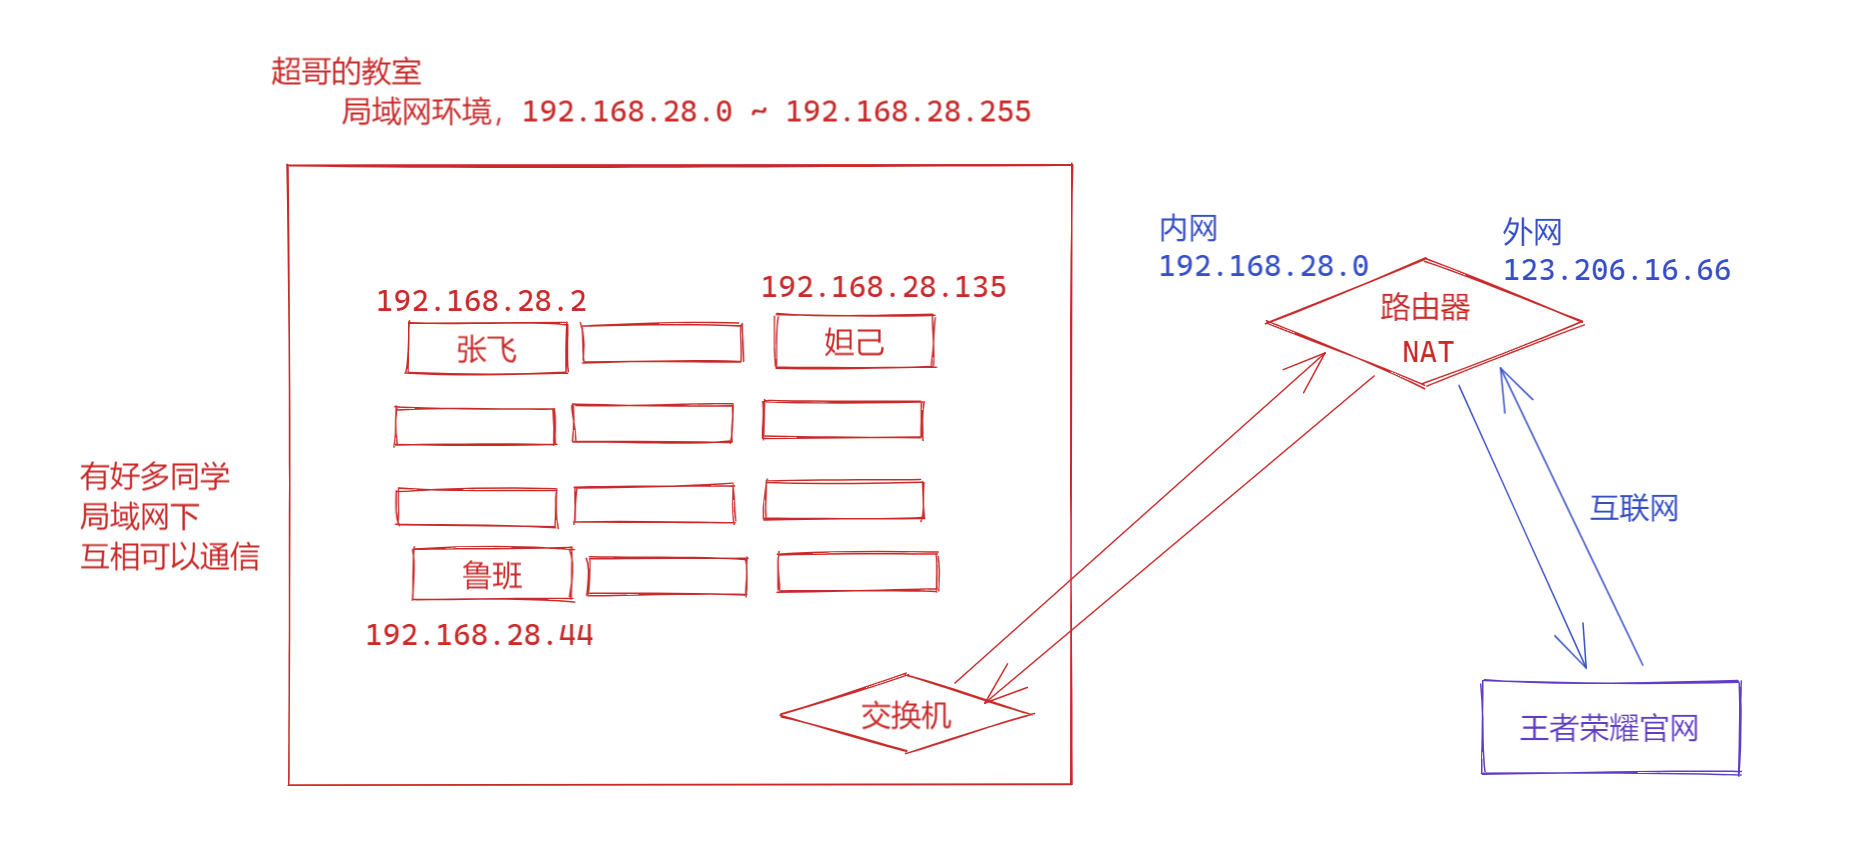 超哥的教室
局域网环境，192.168.28.0 ~ 192.168.28.255
内网
192.168.28.0
外网
123.206.16.66
路由器
NAT
192.168.28.2
张飞
192.168.28.135
妲己
有好多同学
局域网下
互相可以通信
鲁班
192.168.28.44
交换机
互联网
王者荣耀官网